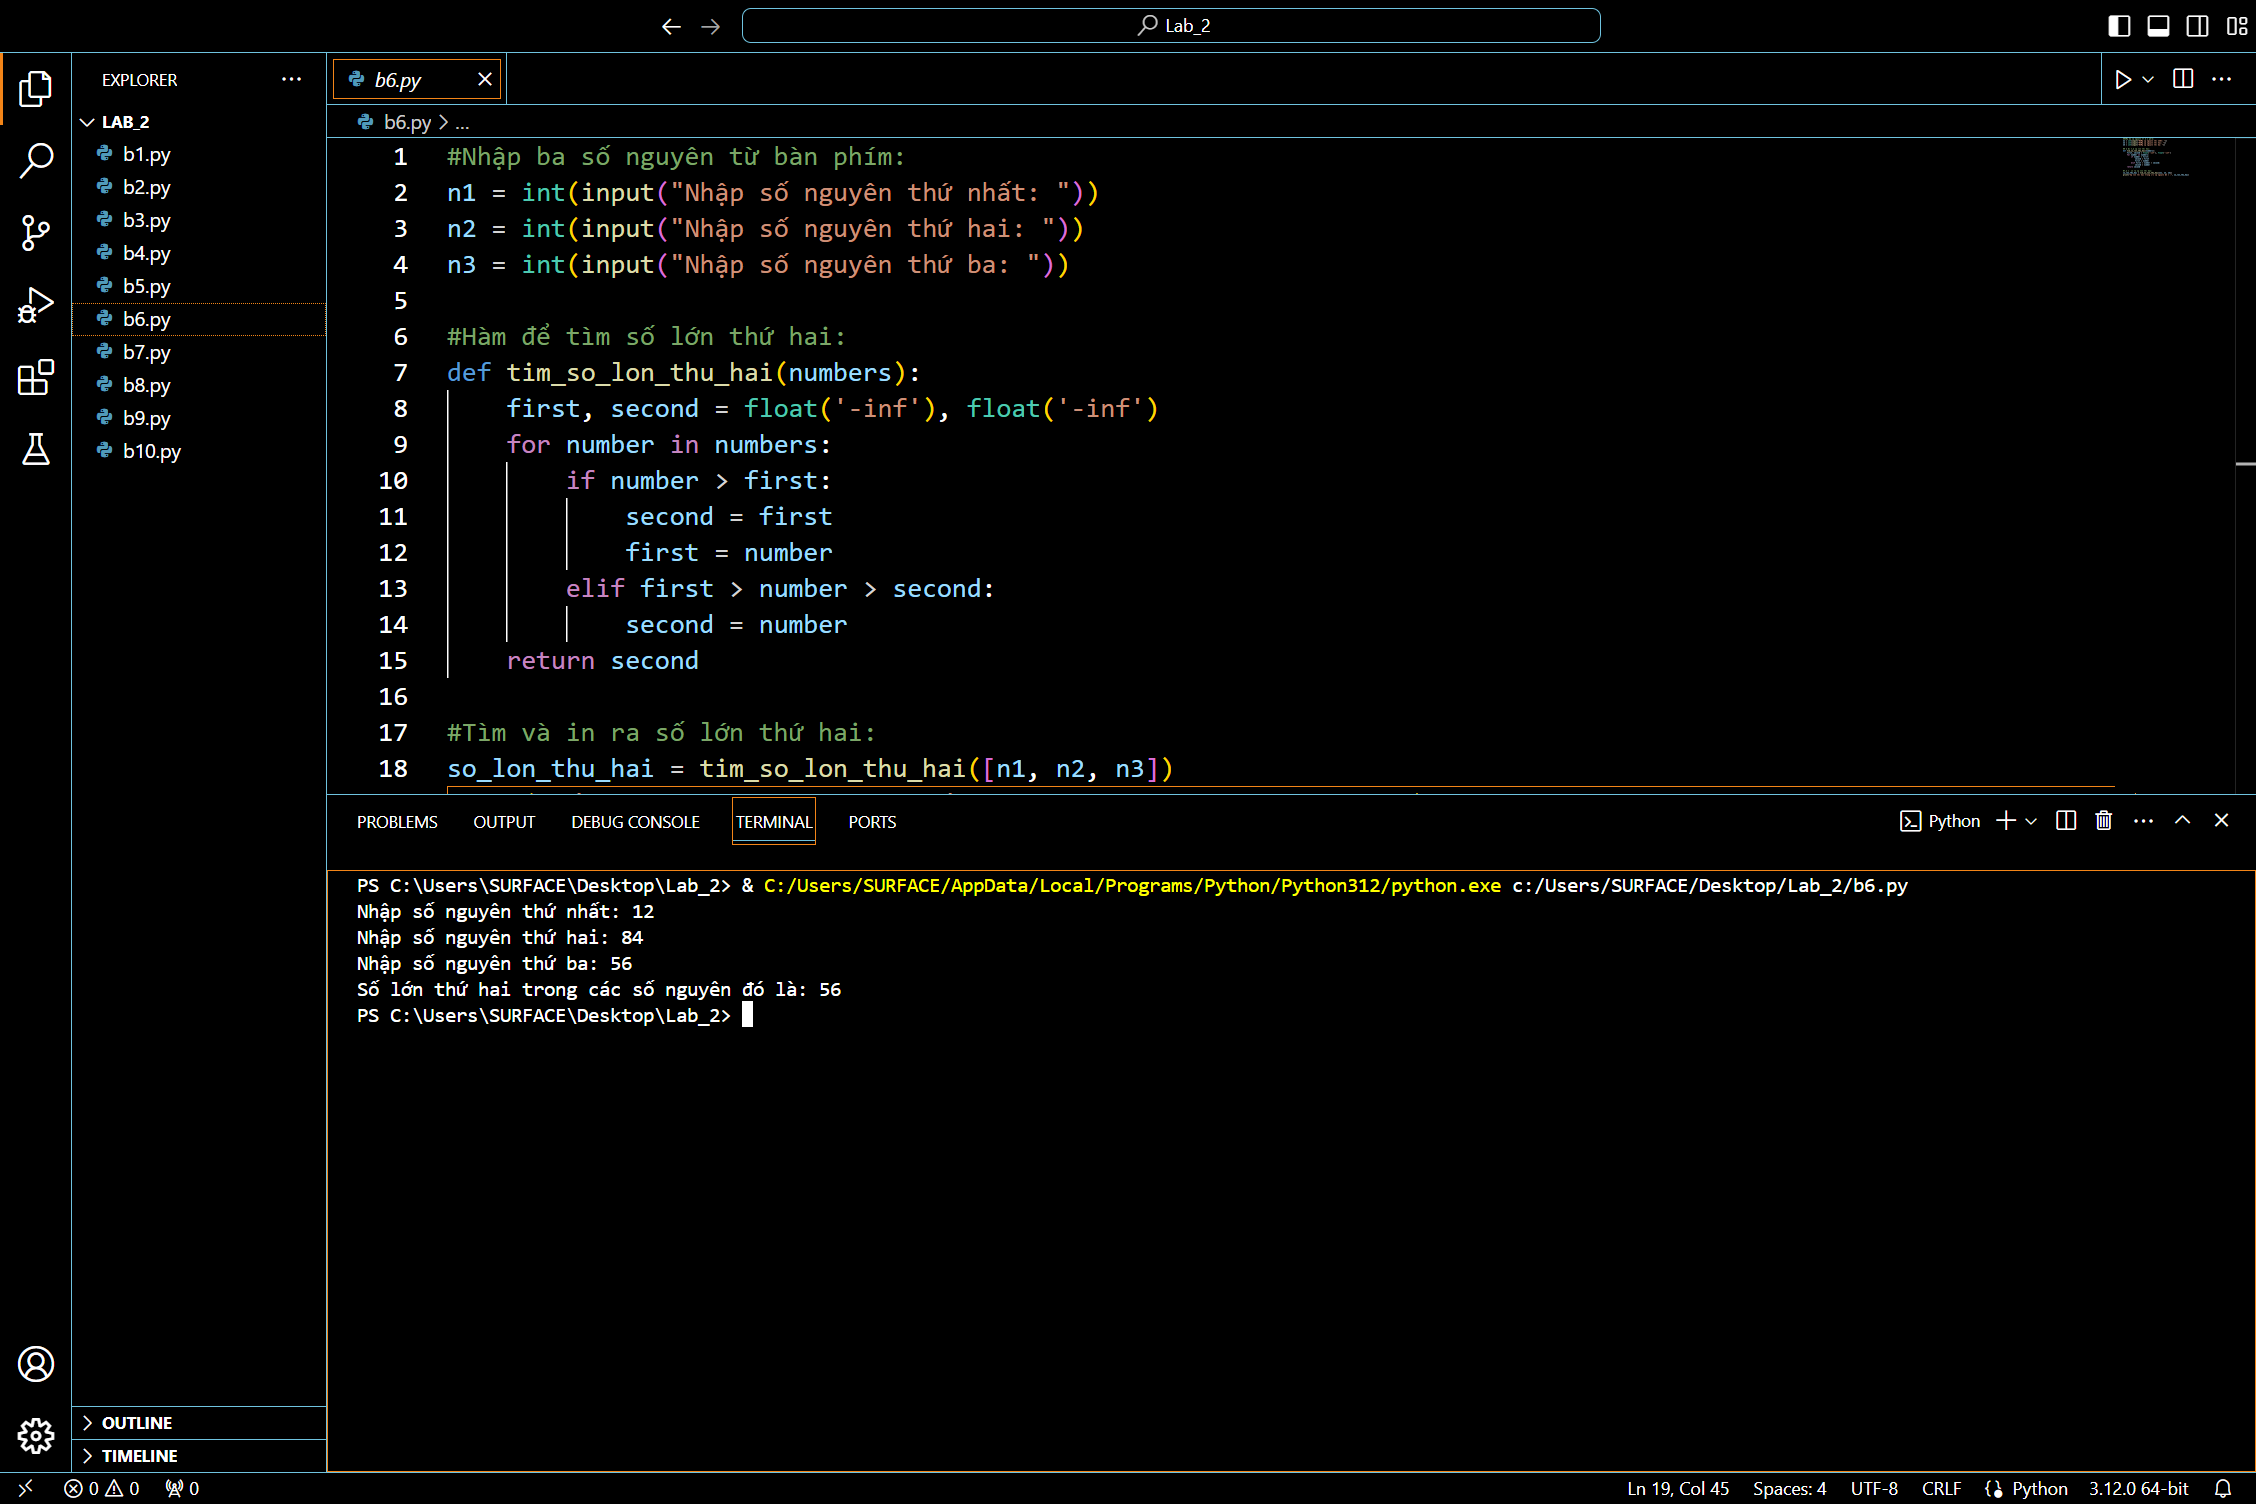 Lab_2
EXPLORER
LAB_2
b1.py
b2.py
b3.py
b4.py
b5.py
b6.py
b7.py
b8.py
b9.py
b10.py
OUTLINE
TIMELINE
b6.py
b6.py > ...
1 #Nhập ba số nguyên từ bàn phím:
2 n1 = int(input("Nhập số nguyên thứ nhất: "))
3 n2 = int(input("Nhập số nguyên thứ hai: "))
4 n3 = int(input("Nhập số nguyên thứ ba: "))
5
6 #Hàm để tìm số lớn thứ hai:
7 def tim_so_lon_thu_hai(numbers):
8     first, second = float('-inf'), float('-inf')
9     for number in numbers:
10         if number > first:
11             second = first
12             first = number
13         elif first > number > second:
14             second = number
15     return second
16
17 #Tìm và in ra số lớn thứ hai:
18 so_lon_thu_hai = tim_so_lon_thu_hai([n1, n2, n3])
PROBLEMS OUTPUT DEBUG CONSOLE TERMINAL PORTS Python
PS C:\Users\SURFACE\Desktop\Lab_2> & C:/Users/SURFACE/AppData/Local/Programs/Python/Python312/python.exe c:/Users/SURFACE/Desktop/Lab_2/b6.py
Nhập số nguyên thứ nhất: 12
Nhập số nguyên thứ hai: 84
Nhập số nguyên thứ ba: 56
Số lớn thứ hai trong các số nguyên đó là: 56
PS C:\Users\SURFACE\Desktop\Lab_2>
0 0 0 Ln 19, Col 45 Spaces: 4 UTF-8 CRLF Python 3.12.0 64-bit